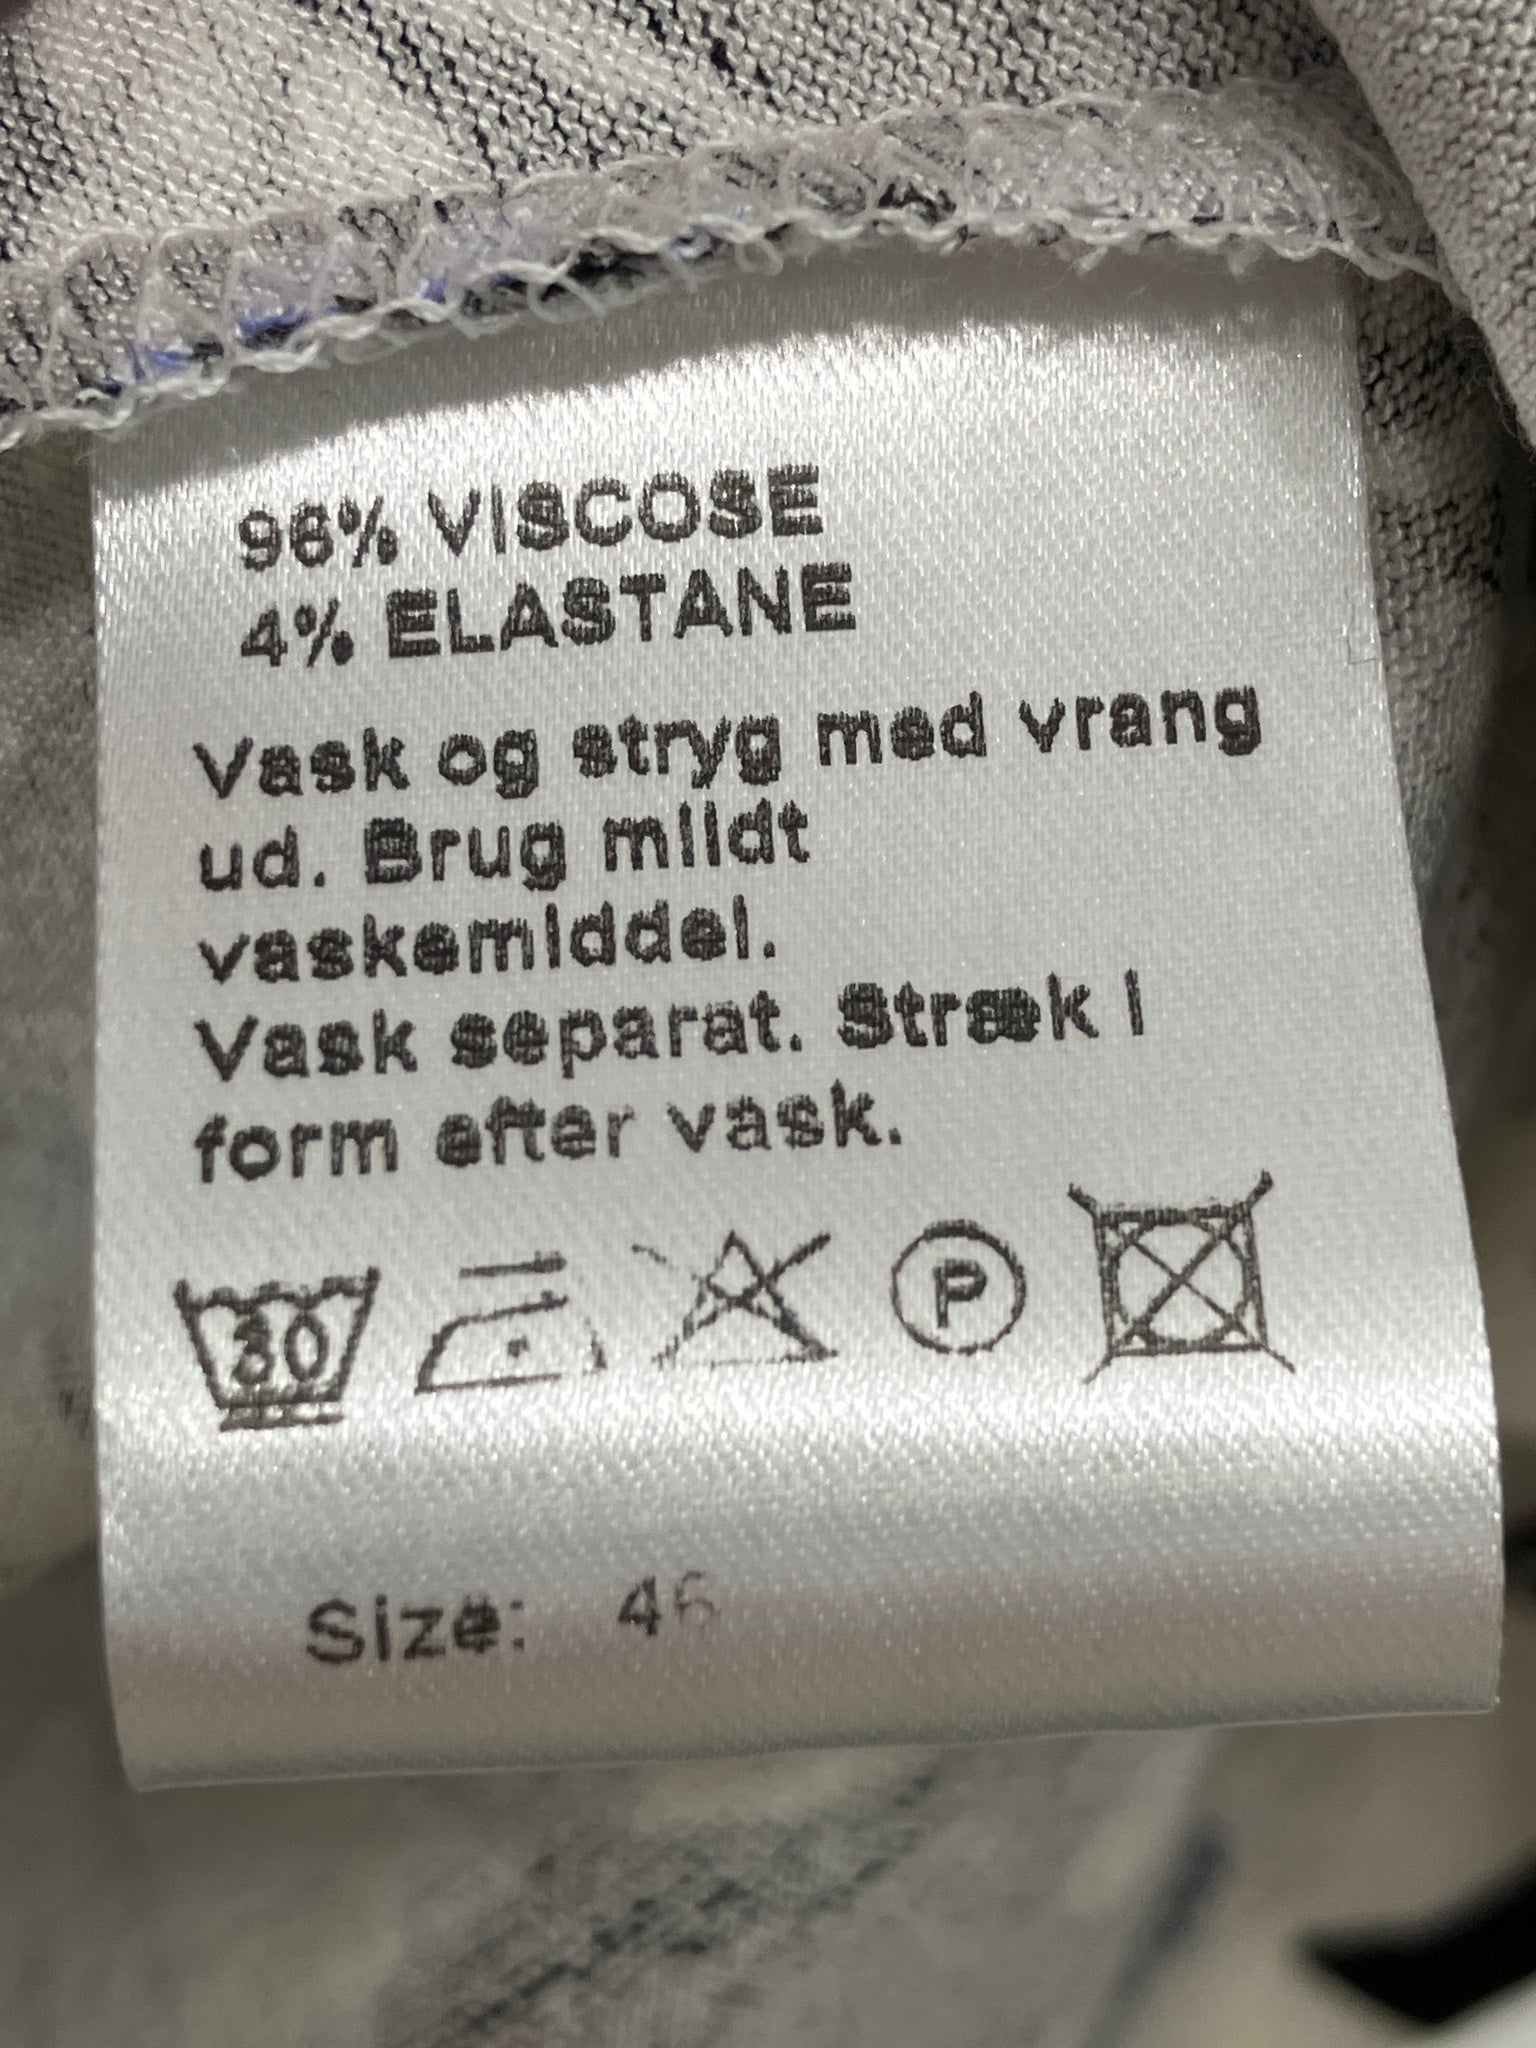 96% VISCOSE
4% ELASTANE
Vask og stryg med vrang
ud. Brug mildt
vaskemiddel.
Vask separat. Stræk i
form efter vask.
30 P
Size: 46